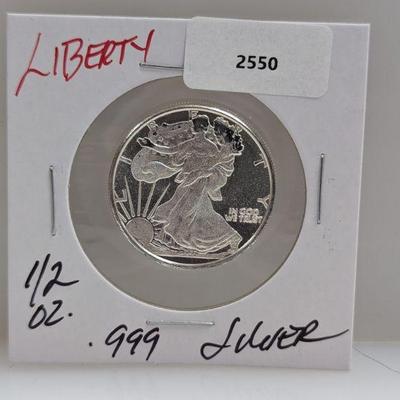 LIBERTY
2550
LIBERTY
IN GOD
WE TRUST
1/2
OZ.
.999 SILVER